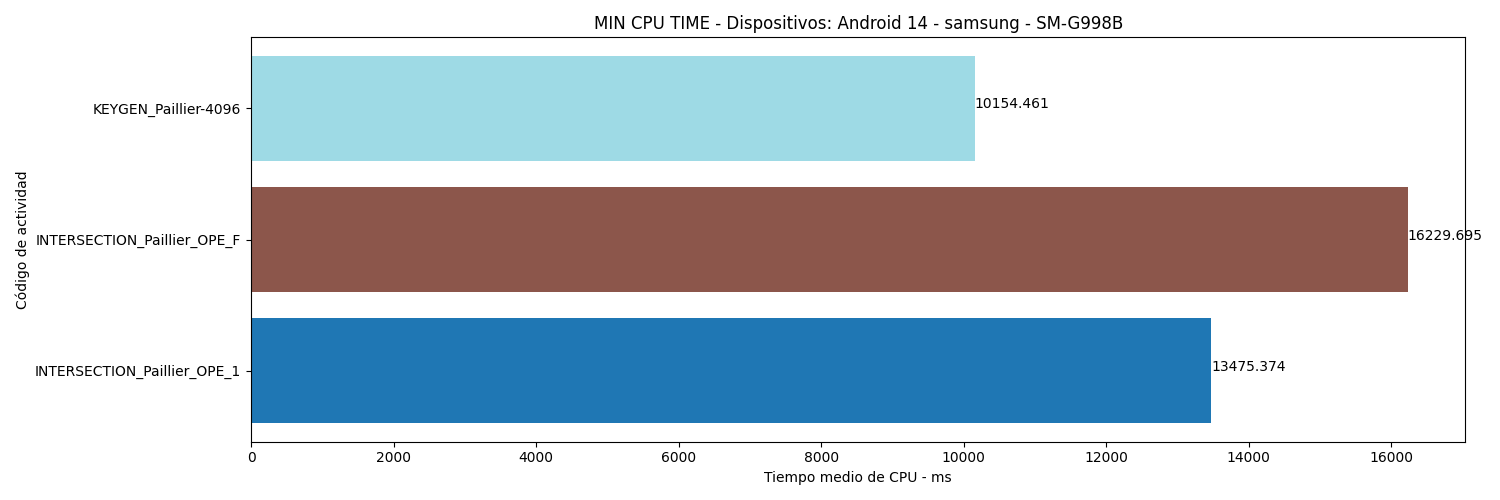 MIN CPU TIME - Dispositivos: Android 14 - samsung - SM-G998B
KEYGEN_Paillier-4096
10154.461
INTERSECTION_Paillier_OPE_F
16229.695
INTERSECTION_Paillier_OPE_1
13475.374
Código de actividad
0 2000 4000 6000 8000 10000 12000 14000 16000
Tiempo medio de CPU - ms